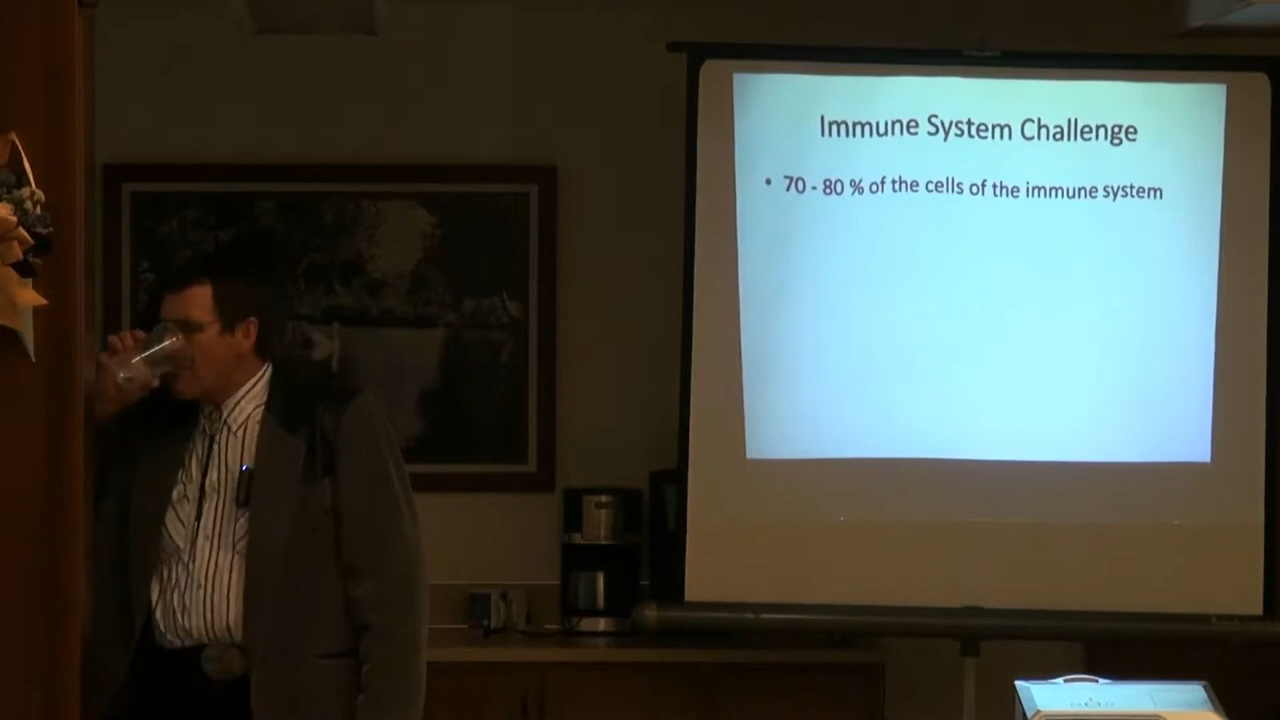 Immune System Challenge
• 70 - 80 % of the cells of the immune system